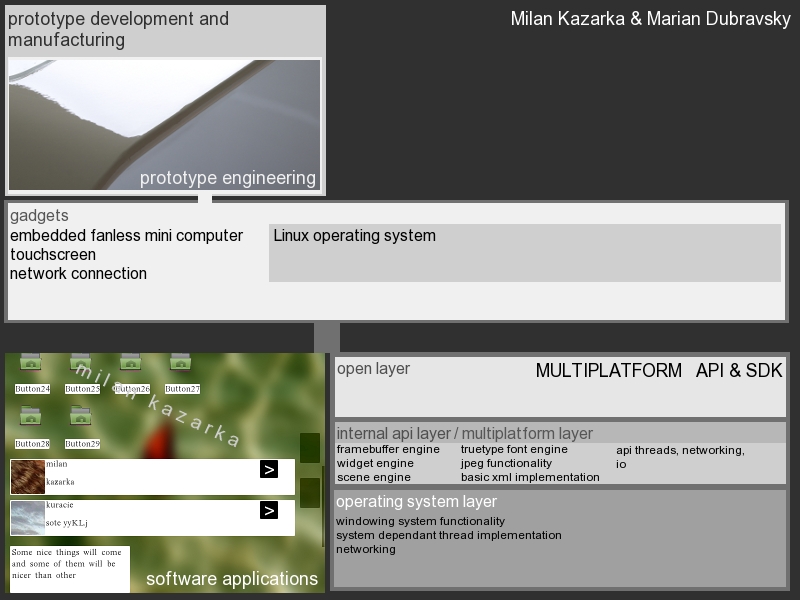 prototype development and
manufacturing
Milan Kazarka & Marian Dubravsky
prototype engineering
gadgets
embedded fanless mini computer
touchscreen
network connection
Linux operating system
Button24 Button25 Button26 Button27
milan kazarka
Button28 Button29
milan
kazarka
>
kuracie
sote yyKLj
>
Some nice things will come
and some of them will be
nicer than other
software applications
open layer
MULTIPLATFORM API & SDK
internal api layer / multiplatform layer
framebuffer engine
widget engine
scene engine
truetype font engine
jpeg functionality
basic xml implementation
api threads, networking,
io
operating system layer
windowing system functionality
system dependant thread implementation
networking